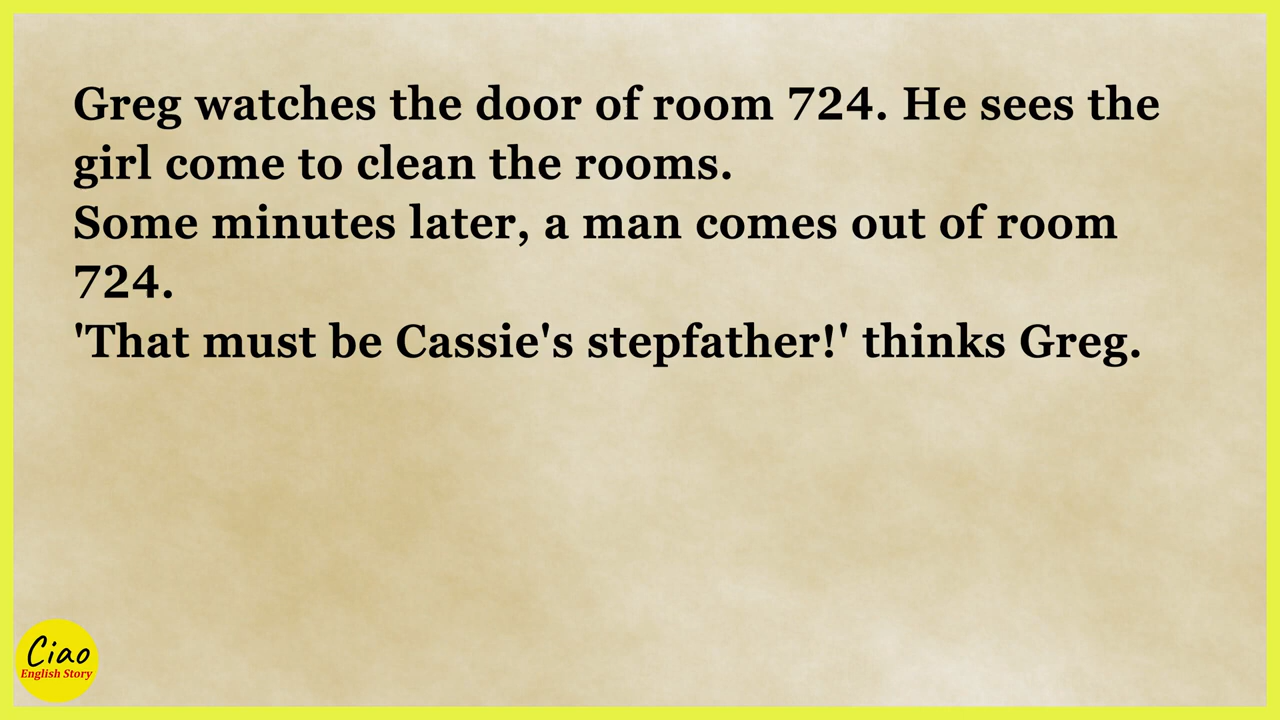 Greg watches the door of room 724. He sees the
girl come to clean the rooms.
Some minutes later, a man comes out of room
724.
'That must be Cassie's stepfather!' thinks Greg.
Ciao
English Story